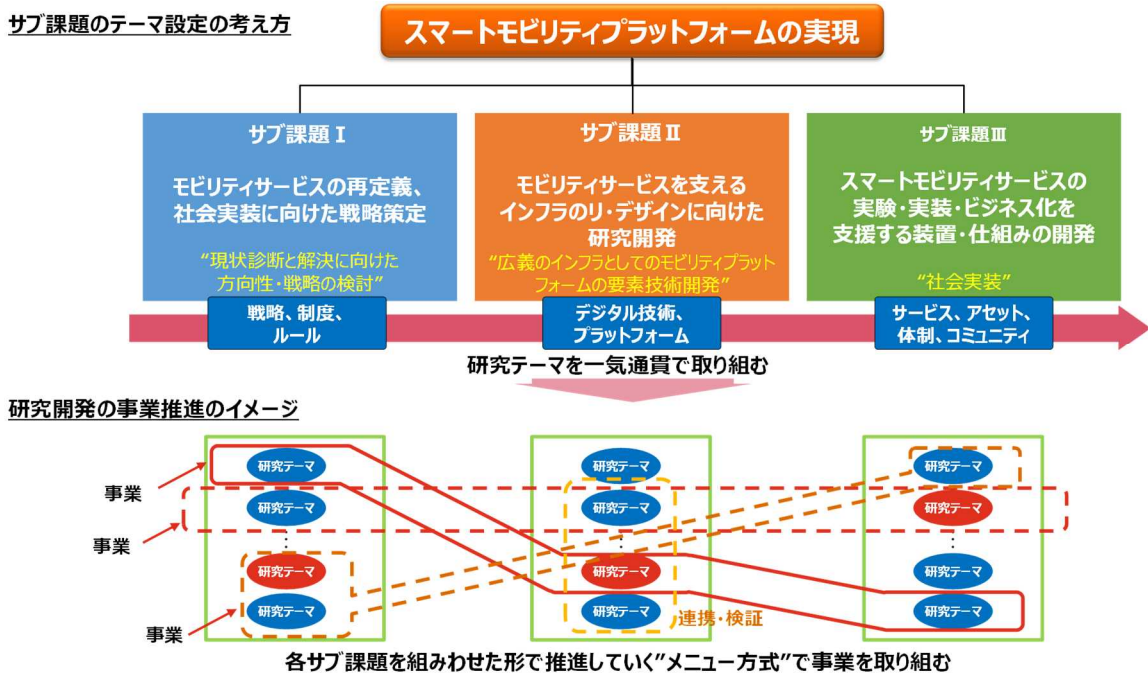 サブ課題のテーマ設定の考え方
スマートモビリティプラットフォームの実現
サブ課題Ⅰ
モビリティサービスの再定義、
社会実装に向けた戦略策定
“現状診断と解決に向けた
方向性・戦略の検討”
戦略、制度、
ルール
サブ課題Ⅱ
モビリティサービスを支える
インフラのリ・デザインに向けた
研究開発
“広義のインフラとしてのモビリティプラット
フォームの要素技術開発”
デジタル技術、
プラットフォーム
サブ課題Ⅲ
スマートモビリティサービスの
実験・実装・ビジネス化を
支援する装置・仕組みの開発
“社会実装”
サービス、アセット、
体制、コミュニティ
研究テーマを一気通貫で取り組む
研究開発の事業推進のイメージ
事業
事業
事業
研究テーマ
研究テーマ
⋮
研究テーマ
研究テーマ
研究テーマ
研究テーマ
⋮
研究テーマ
研究テーマ
連携・検証
研究テーマ
研究テーマ
⋮
研究テーマ
研究テーマ
各サブ課題を組みわせた形で推進していく”メニュー方式”で事業を取り組む